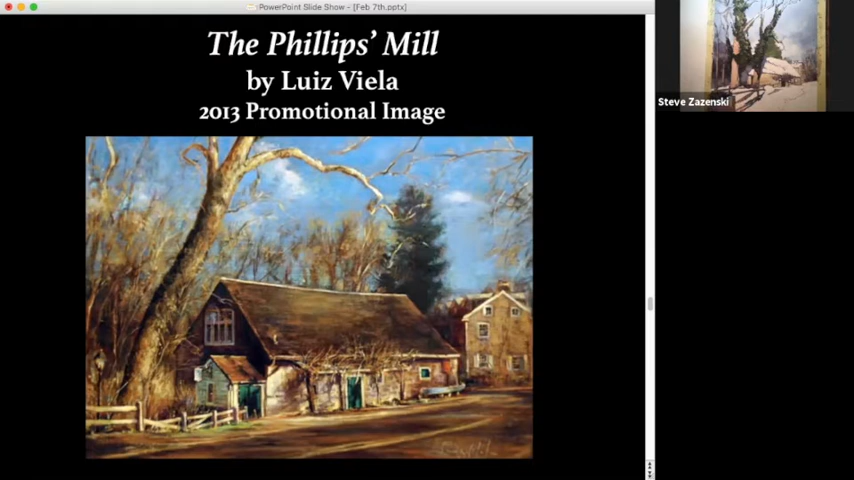 PowerPoint Slide Show - [Feb 7th.pptx]
The Phillips' Mill
by Luiz Viela
2013 Promotional Image
Steve Zazenski